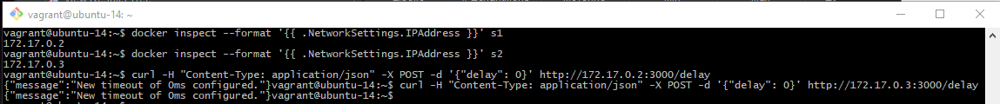 vagrant@ubuntu-14: ~
vagrant@ubuntu-14:~$ docker inspect --format '{{ .NetworkSettings.IPAddress }}' s1
172.17.0.2
vagrant@ubuntu-14:~$ docker inspect --format '{{ .NetworkSettings.IPAddress }}' s2
172.17.0.3
vagrant@ubuntu-14:~$ curl -H "Content-Type: application/json" -X POST -d '{"delay": 0}' http://172.17.0.2:3000/delay
{"message":"New timeout of 0ms configured."}vagrant@ubuntu-14:~$ curl -H "Content-Type: application/json" -X POST -d '{"delay": 0}' http://172.17.0.3:3000/delay
{"message":"New timeout of 0ms configured."}vagrant@ubuntu-14:~$